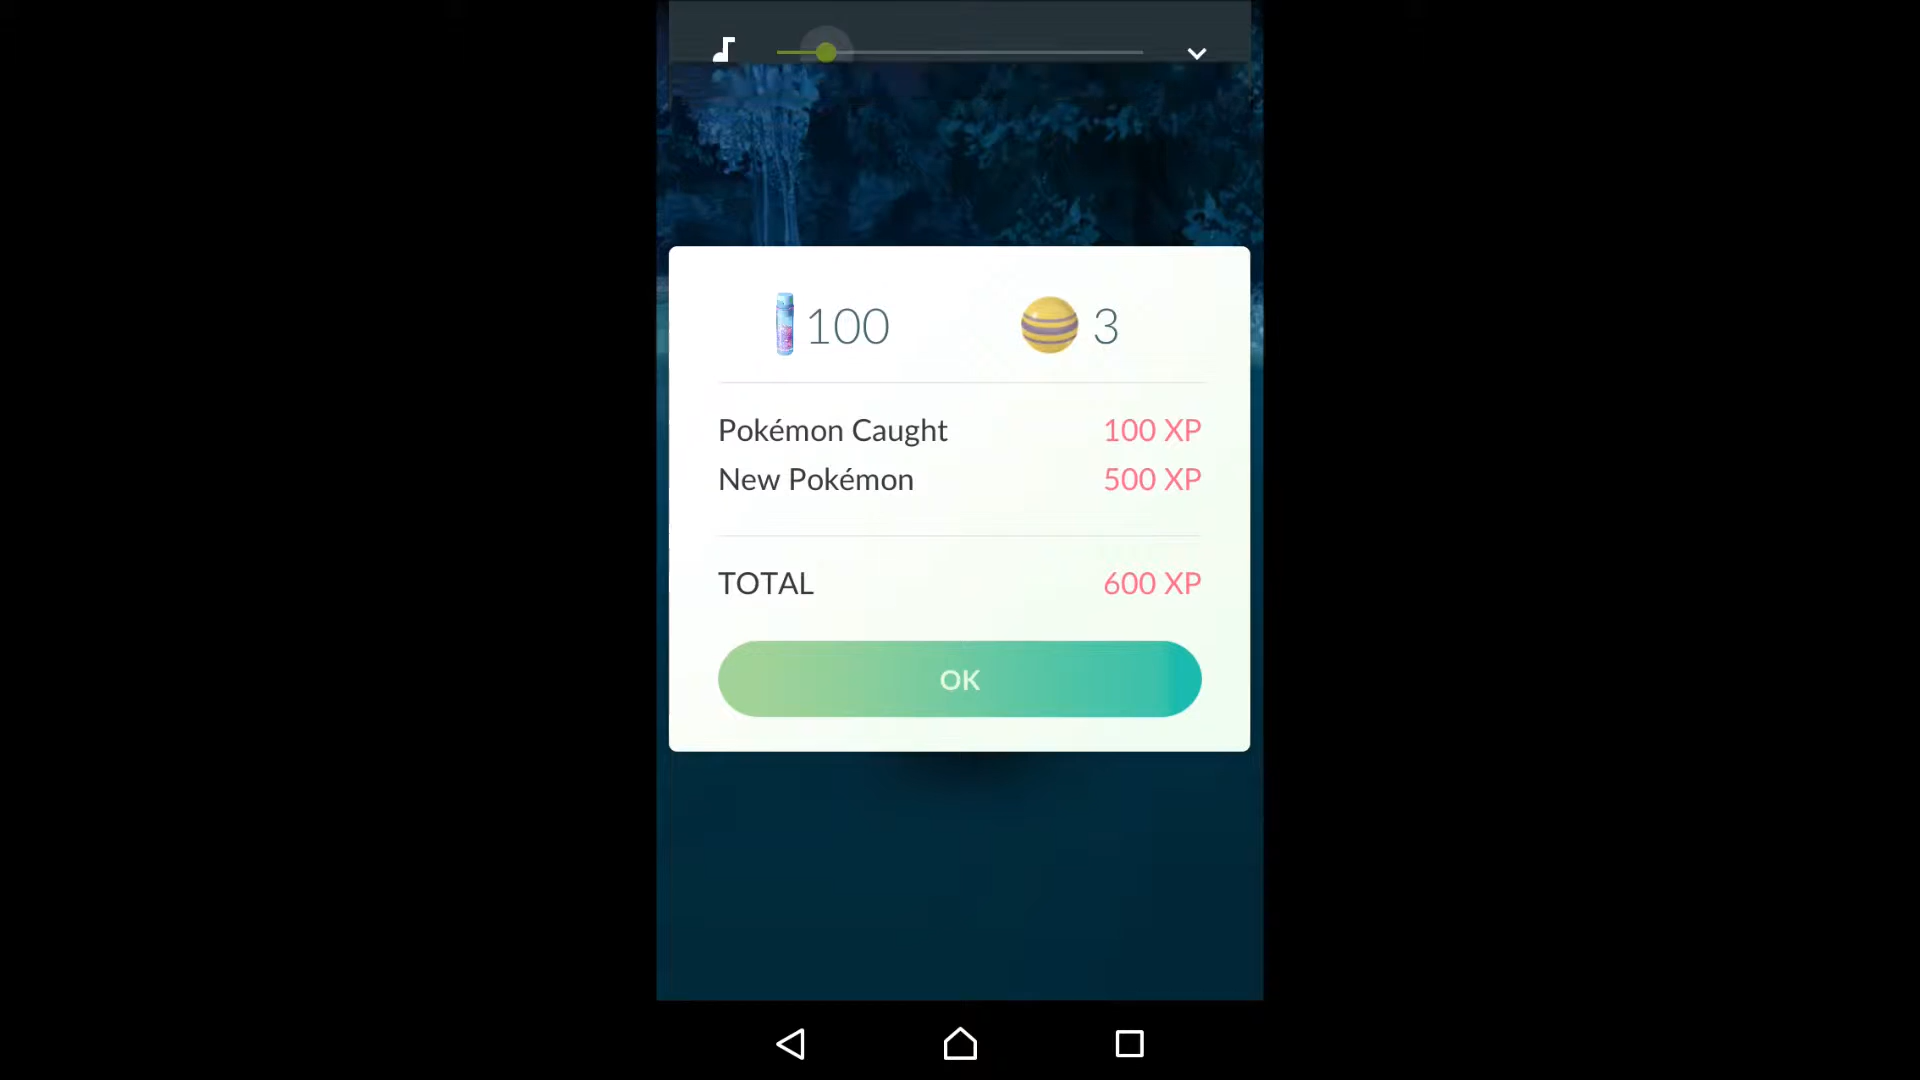 100 3
Pokémon Caught 100 XP
New Pokémon 500 XP
TOTAL 600 XP
OK